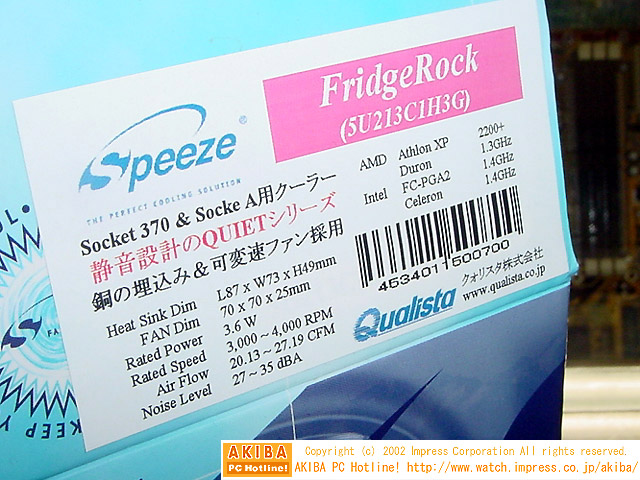 FridgeRock
(5U213C1H3G)
Speeze®
THE PERFECT COOLING SOLUTION
AMD Athlon XP 2200+
Duron 1.3GHz
Intel FC-PGA2 1.4GHz
Celeron 1.4GHz
Socket 370 & Socke A用クーラー
静音設計のQUIETシリーズ
銅の埋込み&可変速ファン採用
4534011500700
Heat Sink Dim L87 x W73 x H49mm
FAN Dim 70 x 70 x 25mm
Rated Power 3.6 W
Rated Speed 3,000~4,000 RPM
Air Flow 20.13~27.19 CFM
Noise Level 27~35 dBA
Qualista
クオリスタ株式会社
www.qualista.co.jp
Speeze
KEEP
AKIBA
PC Hotline!
Copyright (c) 2002 Impress Corporation All rights reserved.
AKIBA PC Hotline! http://www.watch.impress.co.jp/akiba/